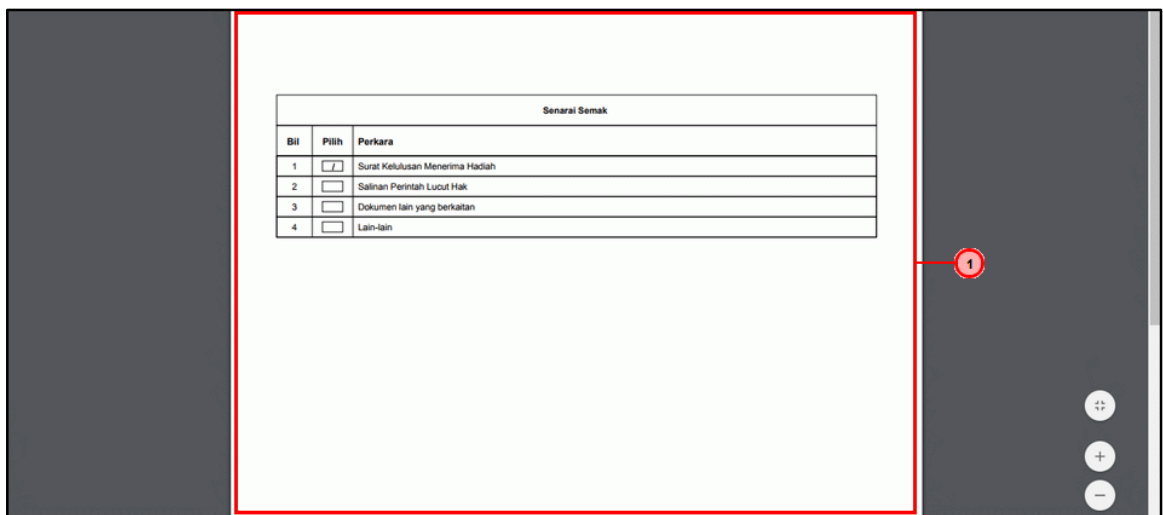 Senarai Semak
Bil Pilih Perkara
1 / Surat Kelulusan Menerima Hadiah
2 Salinan Perintah Lucut Hak
3 Dokumen lain yang berkaitan
4 Lain-lain
1